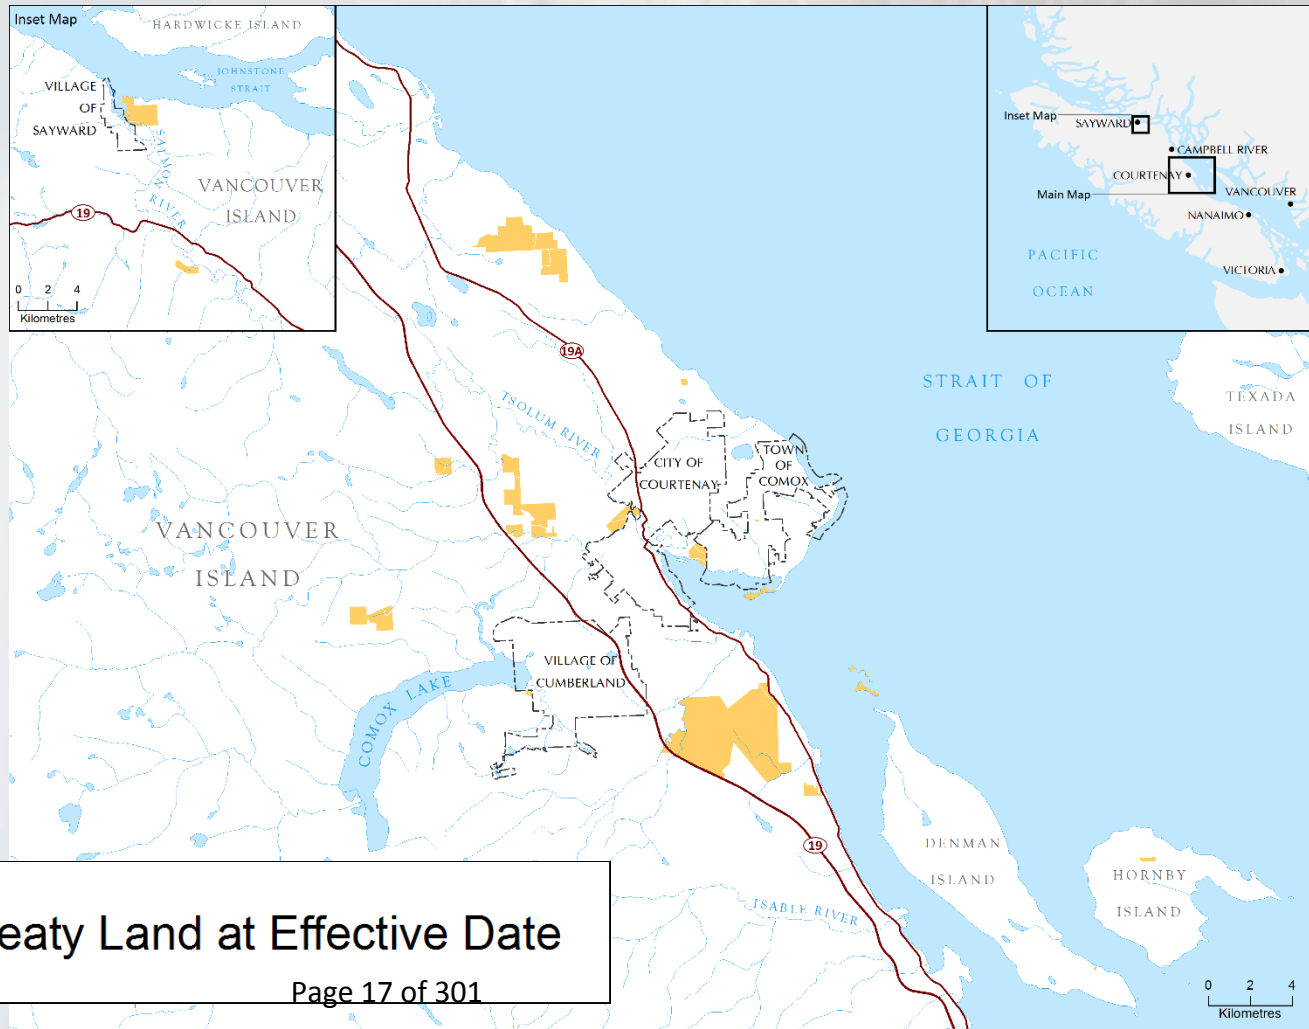 Inset Map
HARDWICKE ISLAND
JOHNSTONE
STRAIT
VILLAGE
OF
SAYWARD
SALMON
RIVER
VANCOUVER
ISLAND
19
0 2 4
Kilometres
Inset Map
SAYWARD
CAMPBELL RIVER
COURTENAY
Main Map
VANCOUVER
NANAIMO
PACIFIC
OCEAN
VICTORIA
19A
STRAIT OF
GEORGIA
TEXADA
ISLAND
TSOLUM RIVER
CITY OF
COURTENAY
TOWN
OF
COMOX
VANCOUVER
ISLAND
VILLAGE OF
CUMBERLAND
COMOX LAKE
19
DENMAN
ISLAND
HORNBY
ISLAND
TSABLE RIVER
eaty Land at Effective Date
Page 17 of 301
0 2 4
Kilometres